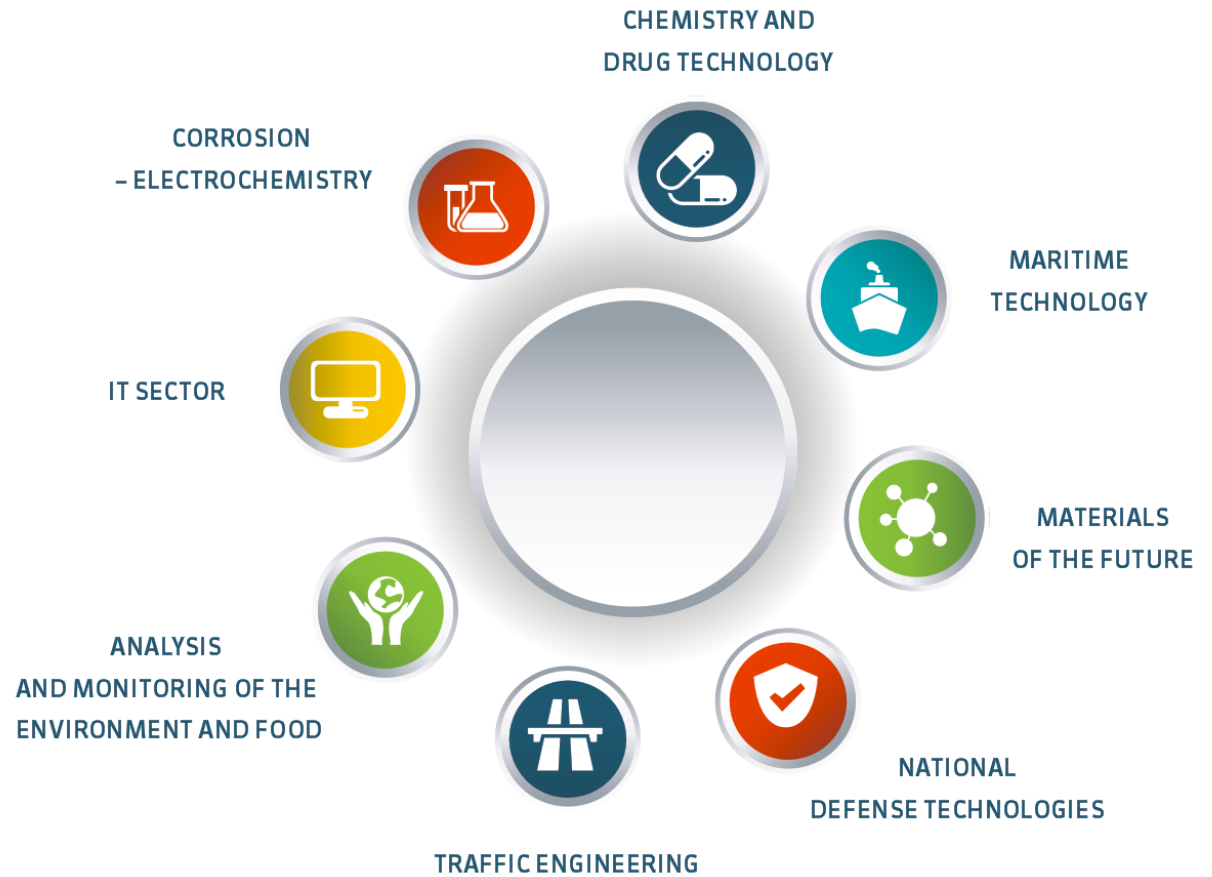 CHEMISTRY AND
DRUG TECHNOLOGY
CORROSION
– ELECTROCHEMISTRY
MARITIME
TECHNOLOGY
IT SECTOR
MATERIALS
OF THE FUTURE
ANALYSIS
AND MONITORING OF THE
ENVIRONMENT AND FOOD
NATIONAL
DEFENSE TECHNOLOGIES
TRAFFIC ENGINEERING